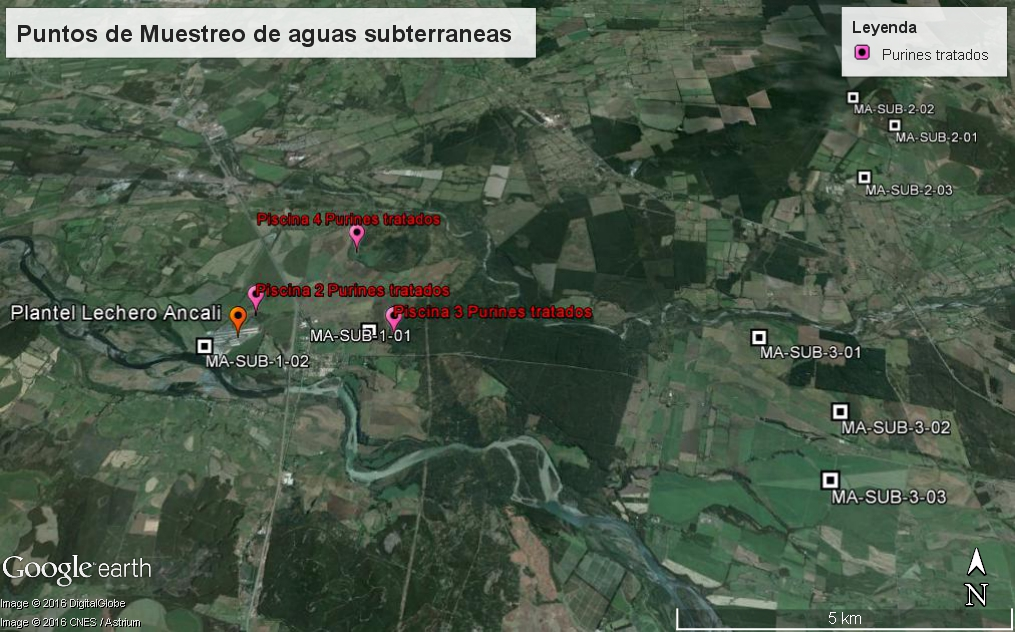 Puntos de Muestreo de aguas subterraneas
Leyenda
Purines tratados
MA-SUB-2-02
MA-SUB-2-01
MA-SUB-2-03
Piscina 4 Purines tratados
Piscina 2 Purines tratados
Plantel Lechero Ancali
Piscina 3 Purines tratados
MA-SUB-1-01
MA-SUB-1-02
MA-SUB-3-01
MA-SUB-3-02
MA-SUB-3-03
Google earth
Image © 2016 DigitalGlobe
Image © 2016 CNES / Astrium
N
5 km